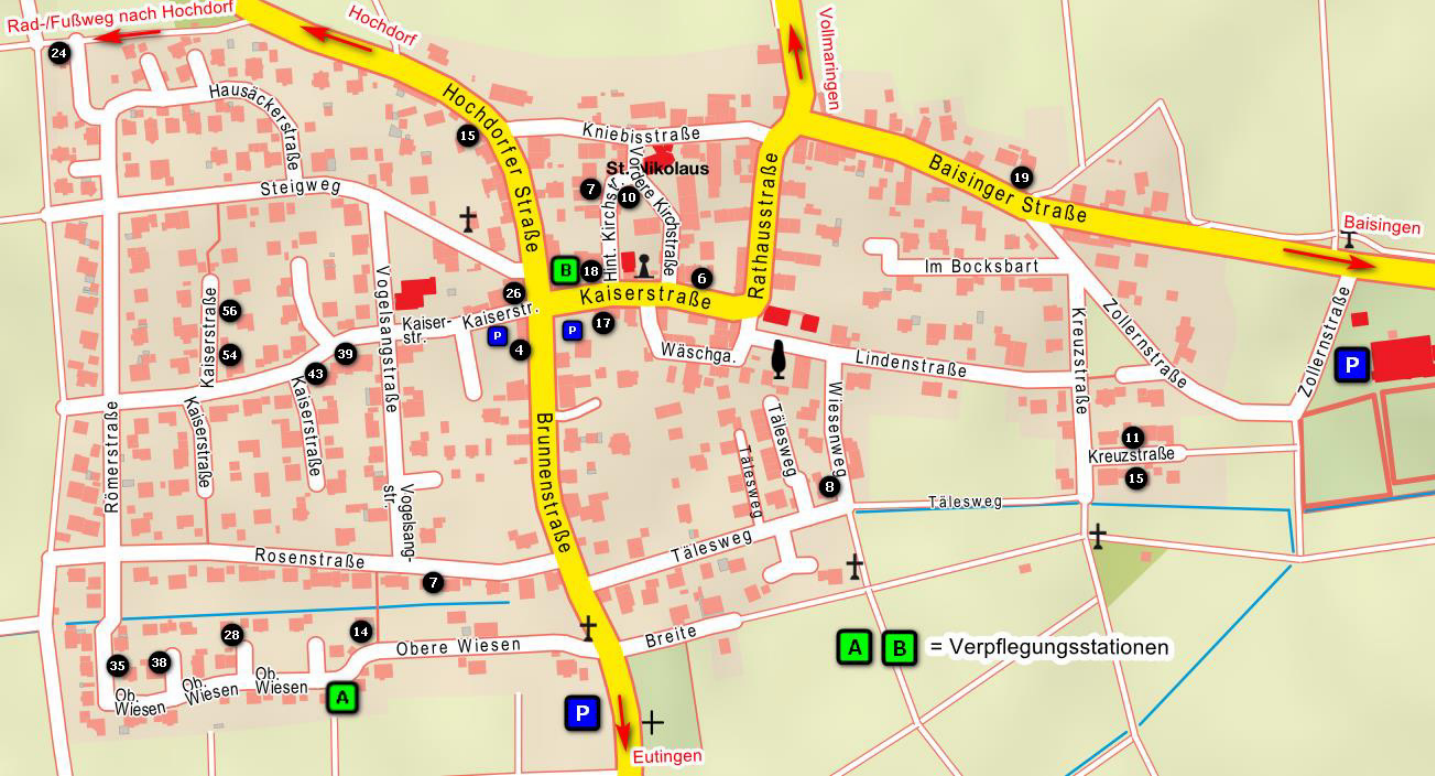 Rad-/Fußweg nach Hochdorf
Hochdorf
Vollmaringen
24
Hausäckerstraße
Hochdorfer Straße
15
Kniebisstraße
St. Nikolaus
Vordere Kirchstraße
7
10
Hint. Kirchstr.
Rathausstraße
Baisinger Straße
19
Baisingen
Steigweg
Im Bocksbart
B
18
6
26
Kaiserstraße
Kaiserstr.
Kaiser-
str.
P
P
17
4
Vogelsangstraße
56
54
Kaiserstraße
39
43
Kaiserstraße
Kaiserstraße
Wäschga.
Lindenstraße
Kreuzstraße
Zollernstraße
Zollernstraße
P
Römerstraße
Brunnenstraße
Wiesenweg
Tälesweg
Tälesweg
8
11
Kreuzstraße
15
Vogelsang-
str.
Tälesweg
Tälesweg
Rosenstraße
7
28
14
35
38
Obere Wiesen
Breite
Ob.
Wiesen
Ob.
Wiesen
Ob.
Wiesen
A
P
A B = Verpflegungsstationen
Eutingen